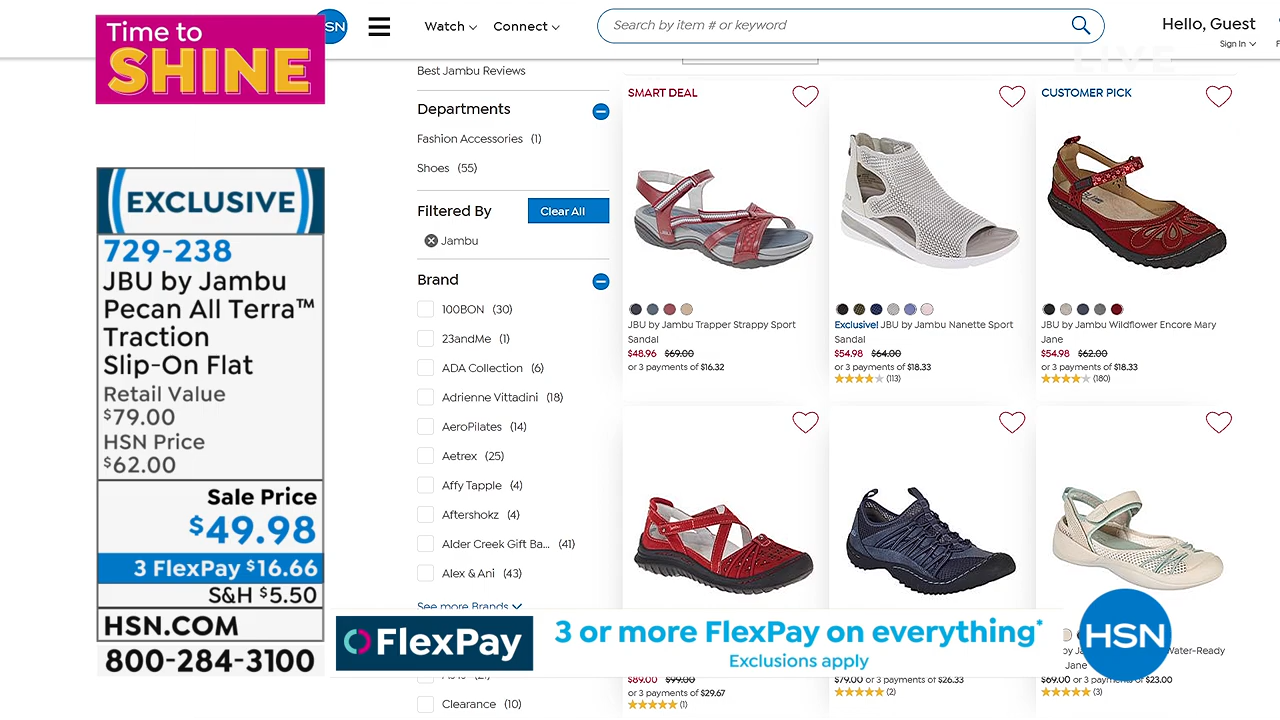 Time to
SHINE
SN
Watch
Connect
Search by item # or keyword
Hello, Guest
Sign In
F
LIVE
EXCLUSIVE
729-238
JBU by Jambu
Pecan All Terra™
Traction
Slip-On Flat
Retail Value
$79.00
HSN Price
$62.00
Sale Price
$49.98
3 FlexPay $16.66
S&H $5.50
HSN.COM
800-284-3100
Best Jambu Reviews
Departments
Fashion Accessories (1)
Shoes (55)
Filtered By
Clear All
Jambu
Brand
100BON (30)
23andMe (1)
ADA Collection (6)
Adrienne Vittadini (18)
AeroPilates (14)
Aetrex (25)
Affy Tapple (4)
Aftershokz (4)
Alder Creek Gift Ba... (41)
Alex & Ani (43)
See more Brands
Clearance (10)
SMART DEAL
JBU by Jambu Trapper Strappy Sport
Sandal
$48.96 $69.00
or 3 payments of $16.32
Exclusive! JBU by Jambu Nanette Sport
Sandal
$54.98 $64.00
or 3 payments of $18.33
(113)
CUSTOMER PICK
JBU by Jambu Wildflower Encore Mary
Jane
$54.98 $62.00
or 3 payments of $18.33
(180)
$89.00 $99.00
or 3 payments of $29.67
(1)
$79.00 or 3 payments of $26.33
(2)
Water-Ready
Jane
$69.00 or 3 payments of $23.00
(3)
FlexPay
3 or more FlexPay on everything*
Exclusions apply
HSN